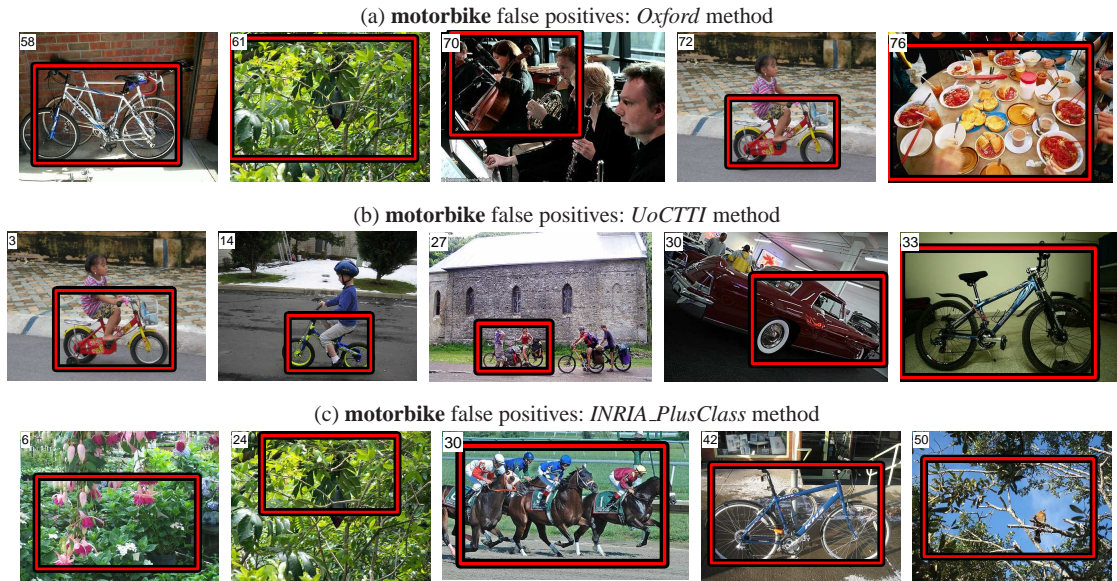 (a) motorbike false positives: Oxford method
58 61 70 72 76
(b) motorbike false positives: UoCTTI method
3 14 27 30 33
(c) motorbike false positives: INRIA_PlusClass method
6 24 30 42 50